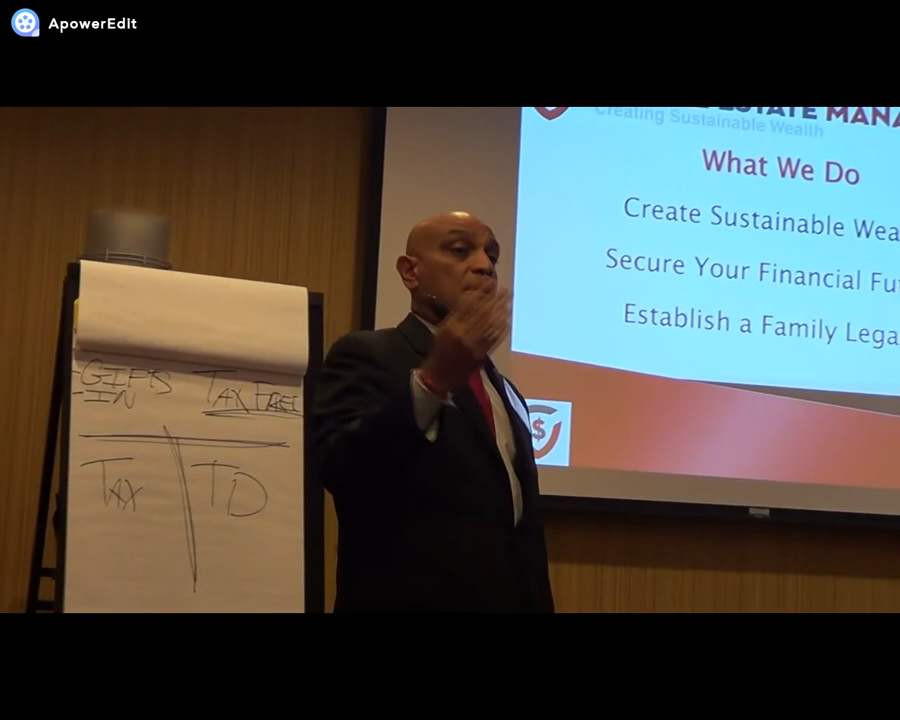 ApowerEdit
ESTATE MANA
Creating Sustainable Wealth
What We Do
Create Sustainable Wea
Secure Your Financial Fu
Establish a Family Lega
$
-GIFTS TAX FREE
-IN
TAX TD